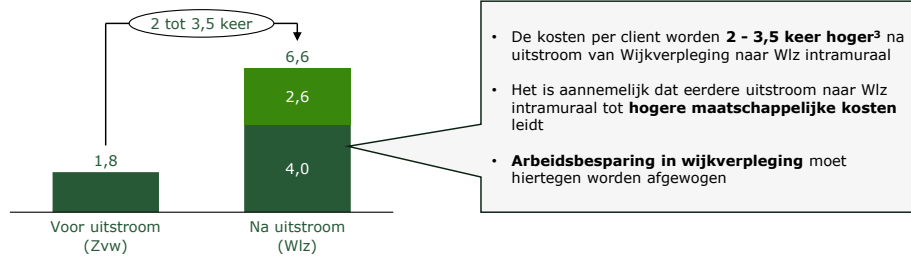 2 tot 3,5 keer
6,6
2,6
1,8
4,0
Voor uitstroom
(Zvw)
Na uitstroom
(Wlz)
• De kosten per client worden 2 - 3,5 keer hoger³ na
uitstroom van Wijkverpleging naar Wlz intramuraal
• Het is aannemelijk dat eerdere uitstroom naar Wlz
intramuraal tot hogere maatschappelijke kosten
leidt
• Arbeidsbesparing in wijkverpleging moet
hiertegen worden afgewogen